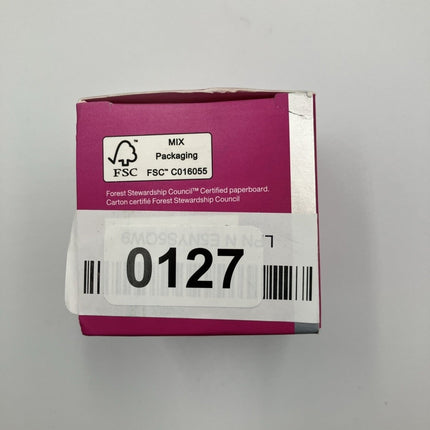 MIX
Packaging
FSC
FSC™ C016055
Forest Stewardship Council™ Certified paperboard.
Carton certifié Forest Stewardship Council
0127